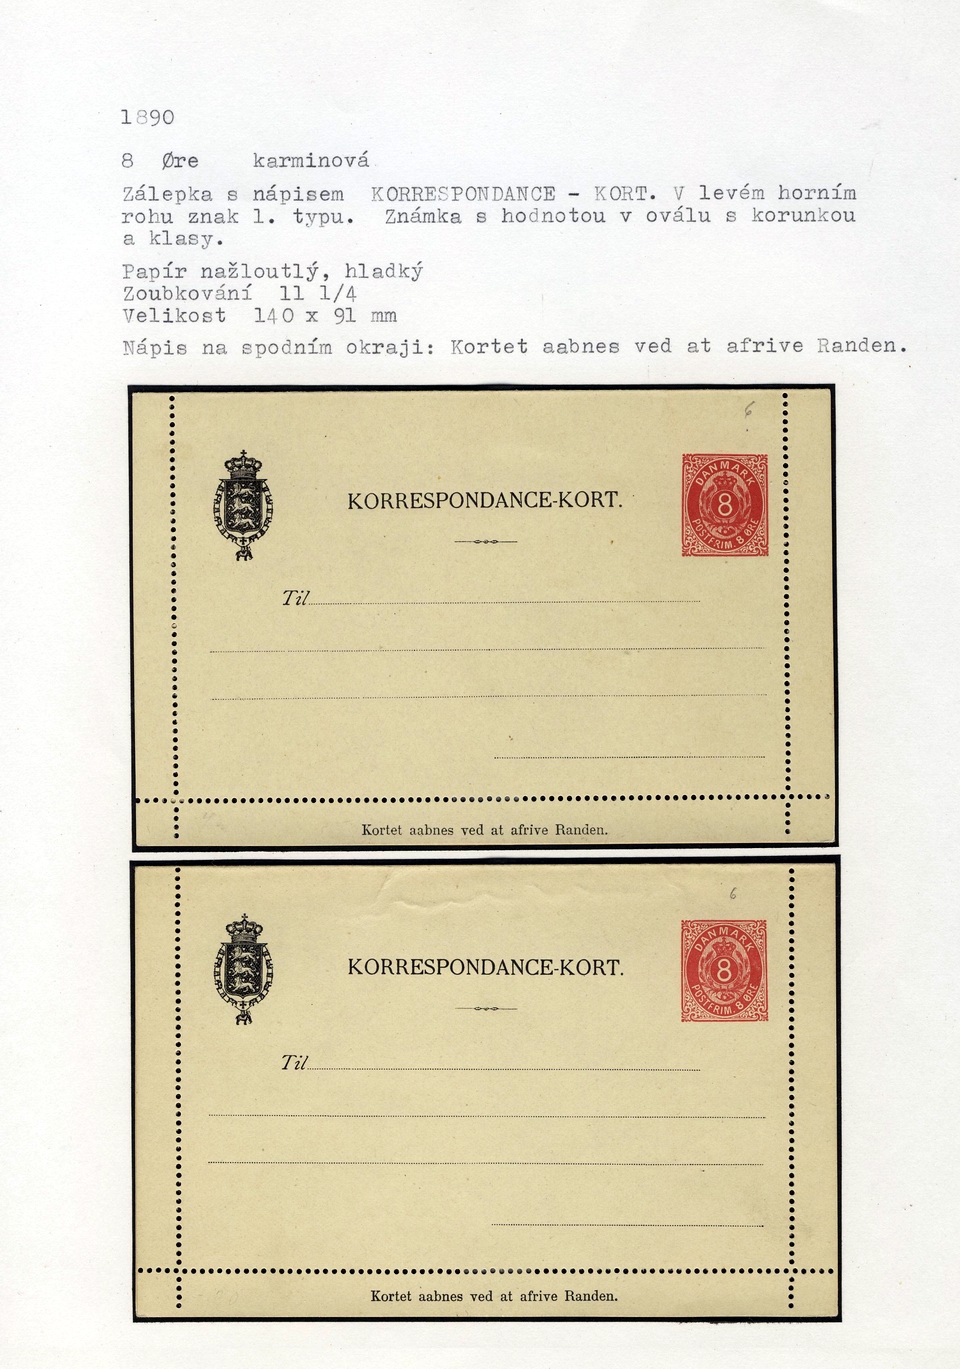 1890
8 Øre karminová
Zálepka s nápisem KORRESPONDANCE - KORT. V levém horním
rohu znak 1. typu. Známka s hodnotou v oválu s korunkou
a klasy.
Papír nažloutlý, hladký
Zoubkování 11 1/4
Velikost 140 x 91 mm
Nápis na spodním okraji: Kortet aabnes ved at afrive Randen.
6
DANMARK
8
POSTFRIM. 8 ØRE
KORRESPONDANCE-KORT.
Til
Kortet aabnes ved at afrive Randen.
6
DANMARK
8
POSTFRIM. 8 ØRE
KORRESPONDANCE-KORT.
Til
Kortet aabnes ved at afrive Randen.